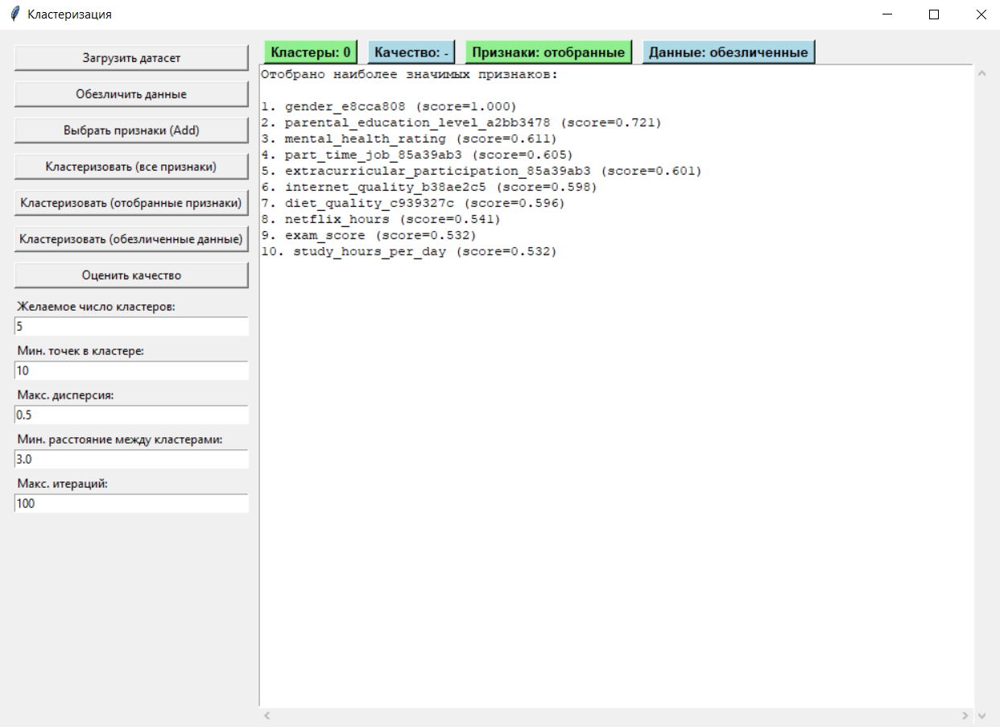 Кластеризация
Загрузить датасет
Обезличить данные
Выбрать признаки (Add)
Кластеризовать (все признаки)
Кластеризовать (отобранные признаки)
Кластеризовать (обезличенные данные)
Оценить качество
Желаемое число кластеров:
5
Мин. точек в кластере:
10
Макс. дисперсия:
0.5
Мин. расстояние между кластерами:
3.0
Макс. итераций:
100
Кластеры: 0 Качество: - Признаки: отобранные Данные: обезличенные
Отобрано наиболее значимых признаков:
1. gender_e8cca808 (score=1.000)
2. parental_education_level_a2bb3478 (score=0.721)
3. mental_health_rating (score=0.611)
4. part_time_job_85a39ab3 (score=0.605)
5. extracurricular_participation_85a39ab3 (score=0.601)
6. internet_quality_b38ae2c5 (score=0.598)
7. diet_quality_c939327c (score=0.596)
8. netflix_hours (score=0.541)
9. exam_score (score=0.532)
10. study_hours_per_day (score=0.532)